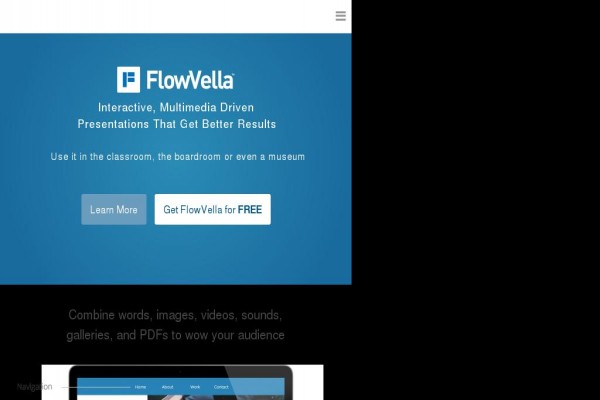 FlowVella
Interactive, Multimedia Driven
Presentations That Get Better Results
Use it in the classroom, the boardroom or even a museum
Learn More
Get FlowVella for FREE
Combine words, images, videos, sounds,
galleries, and PDFs to wow your audience
Navigation
Home About Work Contact